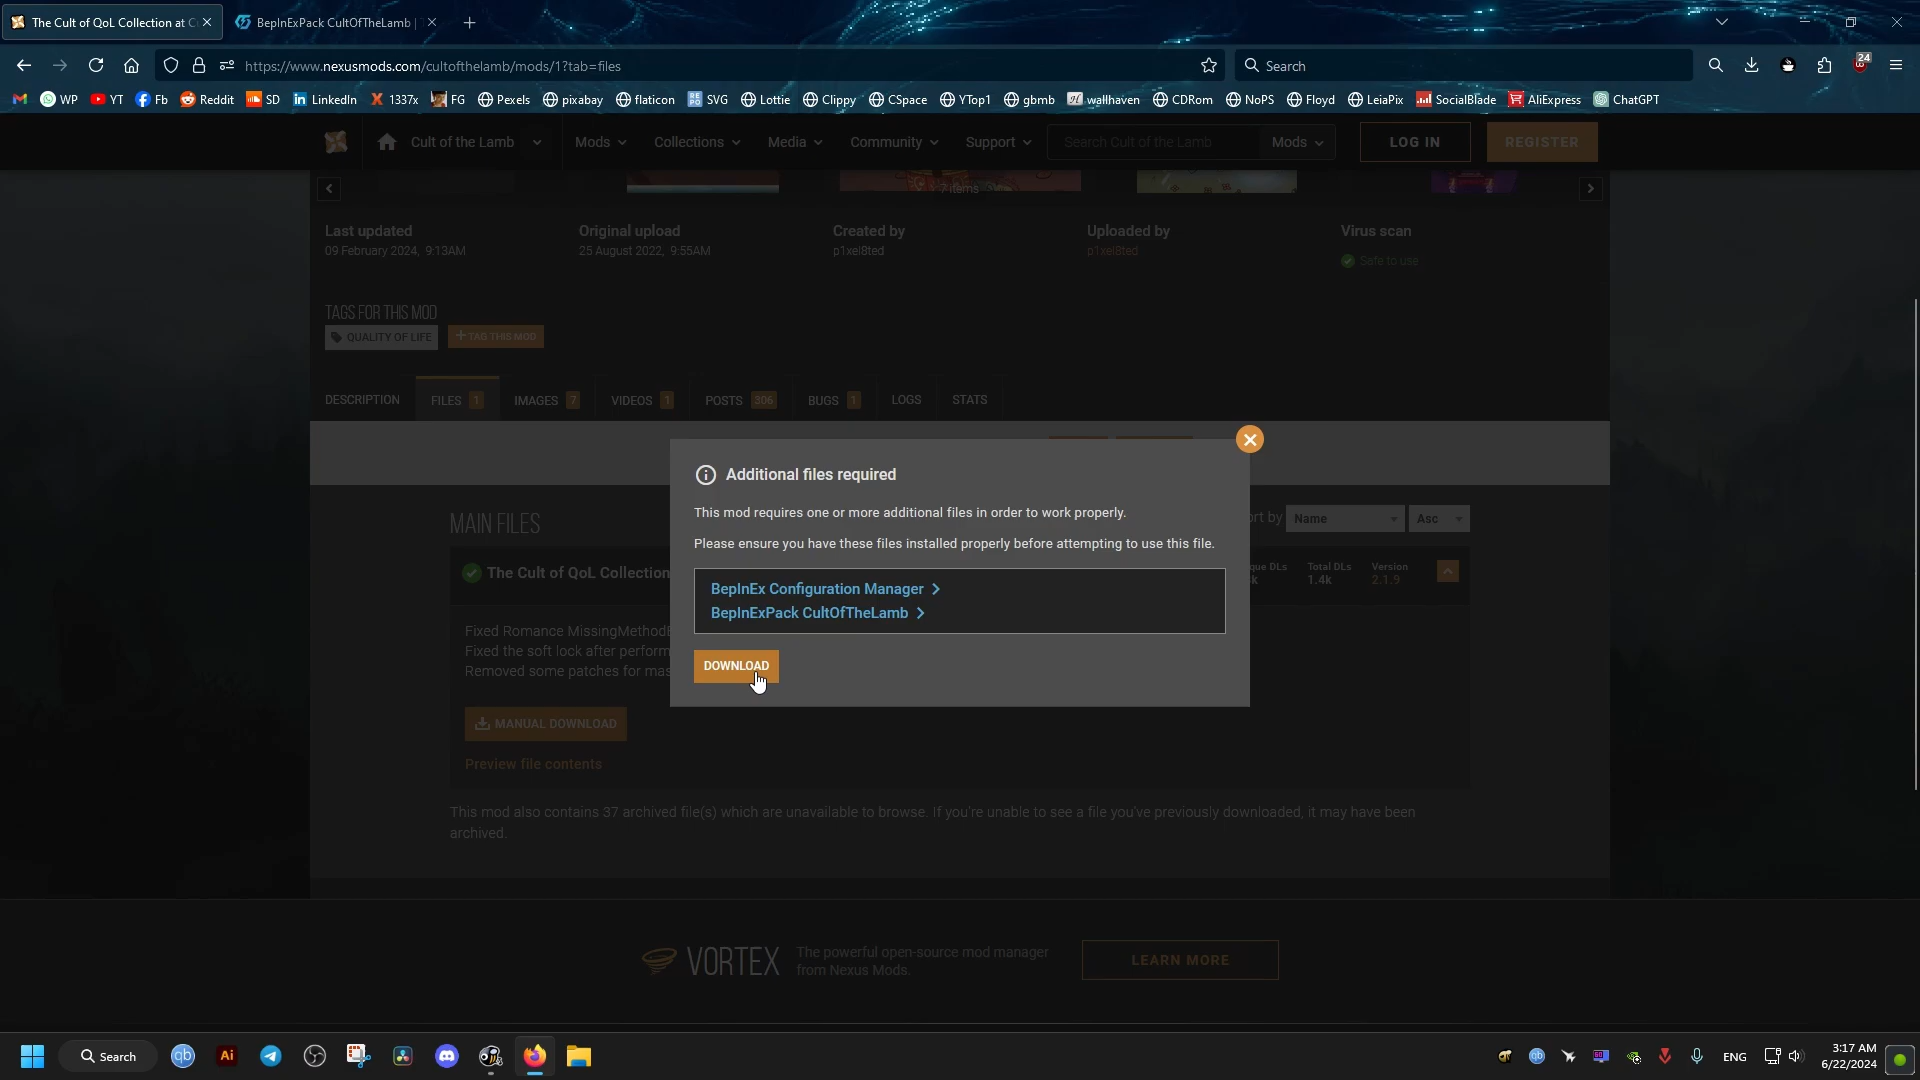 The Cult of QoL Collection at C
BepInExPack CultOfTheLamb |
https://www.nexusmods.com/cultofthelamb/mods/1?tab=files
Search
24
WP
YT
Fb
Reddit
SD
LinkedIn
1337x
FG
Pexels
pixabay
flaticon
SVG
Lottie
Clippy
CSpace
YTop1
gbmb
wallhaven
CDRom
NoPS
Floyd
LeiaPix
SocialBlade
AliExpress
ChatGPT
Cult of the Lamb
Mods
Collections
Media
Community
Support
Search Cult of the Lamb
Mods
LOG IN
REGISTER
7 items
Last updated
09 February 2024, 9:13AM
Original upload
25 August 2022, 9:55AM
Created by
p1xel8ted
Uploaded by
p1xel8ted
Virus scan
Safe to use
TAGS FOR THIS MOD
QUALITY OF LIFE
+ TAG THIS MOD
DESCRIPTION
FILES 1
IMAGES 7
VIDEOS 1
POSTS 306
BUGS 1
LOGS
STATS
Additional files required
This mod requires one or more additional files in order to work properly.
Please ensure you have these files installed properly before attempting to use this file.
BepInEx Configuration Manager
BepInExPack CultOfTheLamb
DOWNLOAD
MAIN FILES
ort by
Name
Asc
The Cult of QoL Collection
que DLs
k
Total DLs
1.4k
Version
2.1.9
Fixed Romance MissingMethodE
Fixed the soft lock after perform
Removed some patches for mas
MANUAL DOWNLOAD
Preview file contents
This mod also contains 37 archived file(s) which are unavailable to browse. If you're unable to see a file you've previously downloaded, it may have been
archived.
VORTEX
The powerful open-source mod manager
from Nexus Mods.
LEARN MORE
Search
qb
Ai
ENG
3:17 AM
6/22/2024